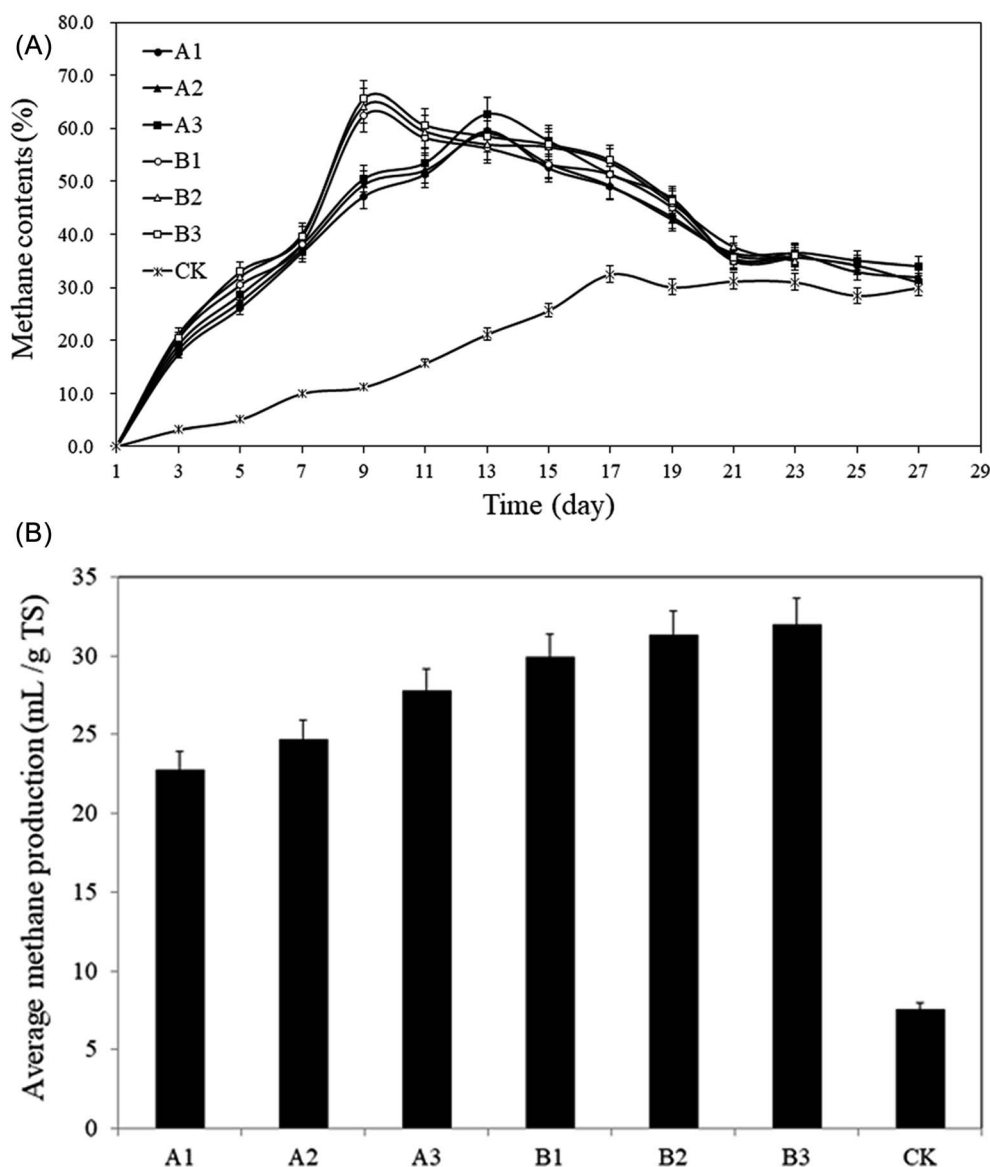 (A)
80.0
70.0
60.0
50.0
40.0
30.0
20.0
10.0
0.0
Methane contents (%)
A1
A2
A3
B1
B2
B3
CK
1 3 5 7 9 11 13 15 17 19 21 23 25 27 29
Time (day)
(B)
35
30
25
20
15
10
5
0
Average methane production (mL /g TS)
A1 A2 A3 B1 B2 B3 CK